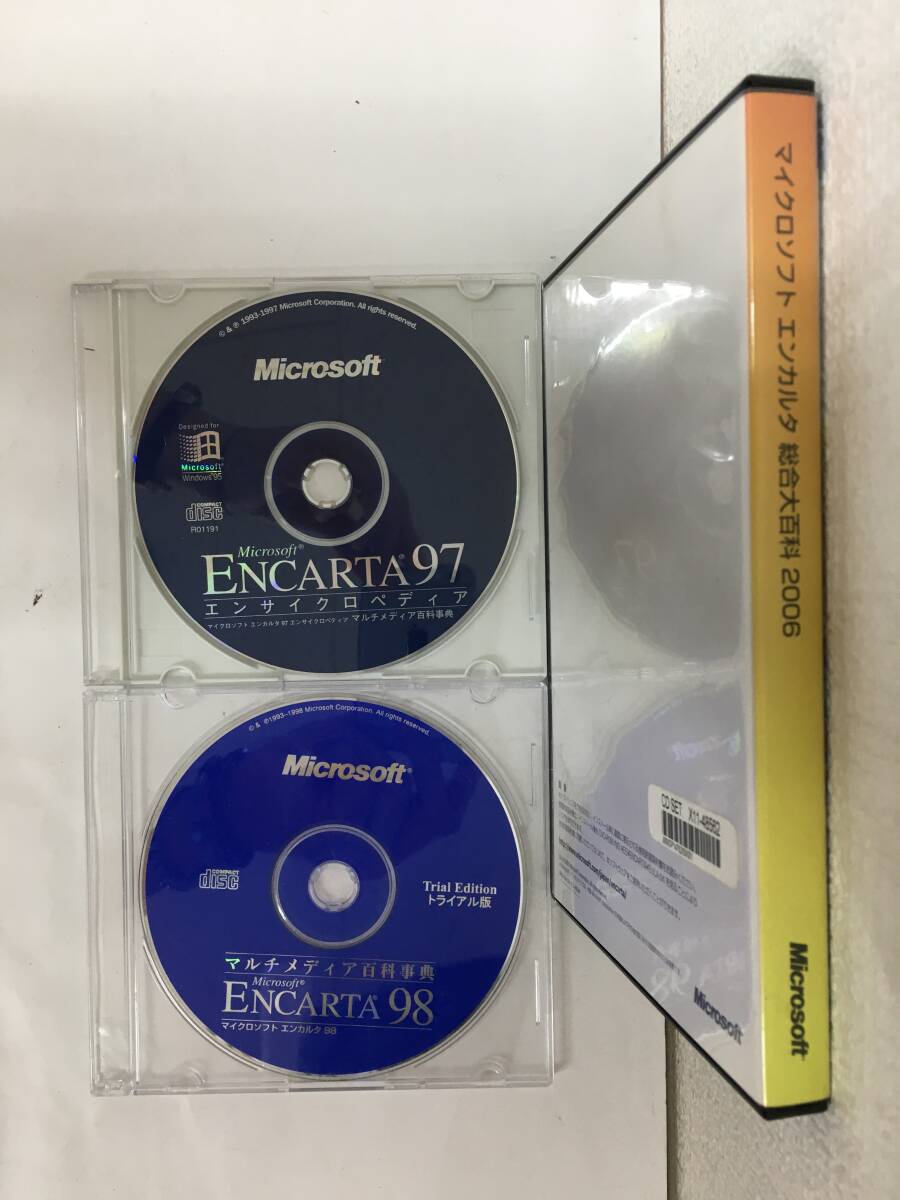 © & ℗ 1993-1997 Microsoft Corporation. All rights reserved.
Microsoft
Designed for
Microsoft
Windows 95
COMPACT
disc
R01191
Microsoft®
ENCARTA® 97
エンサイクロペディア
マイクロソフト エンカルタ 97 エンサイクロペディア マルチメディア百科事典
© & ℗1993-1998 Microsoft Corporation. All rights reserved.
Microsoft®
COMPACT
disc
Trial Edition
トライアル版
マルチメディア百科事典
Microsoft®
ENCARTA® 98
マイクロソフト エンカルタ 98
マイクロソフト エンカルタ 総合大百科 2006
Microsoft®
CD SET X11-48582
Microsoft